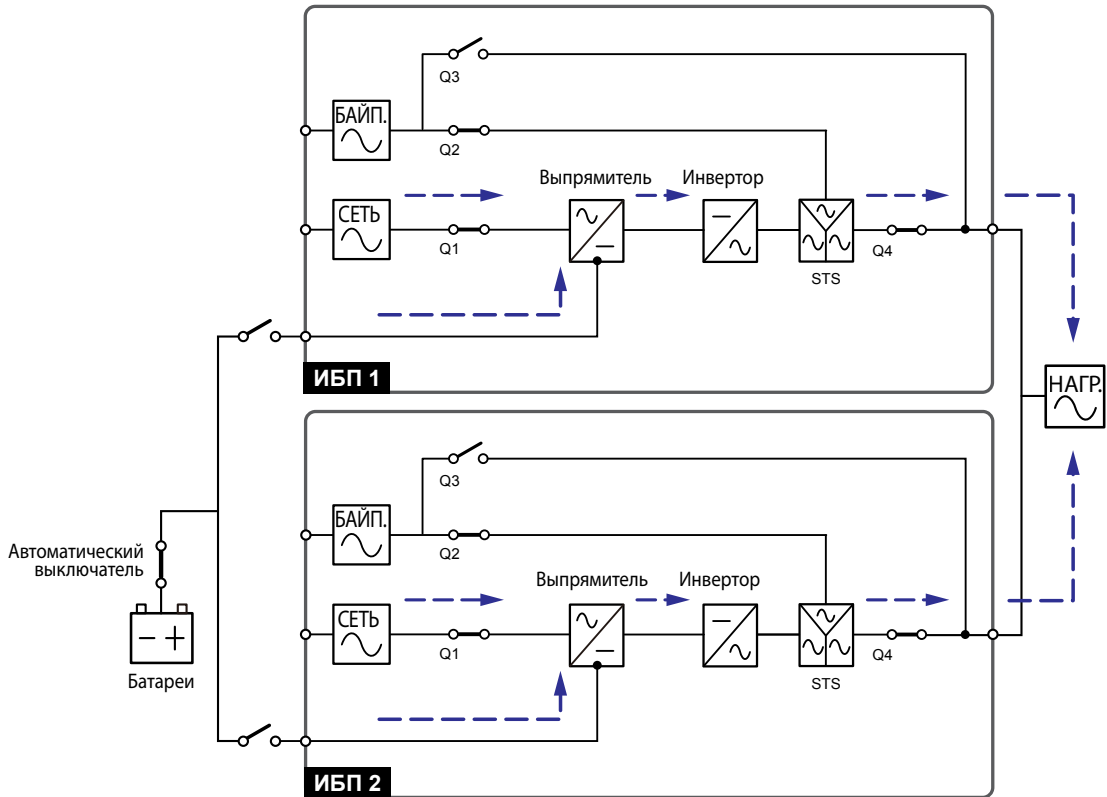 Q3
БАЙП.
Q2
Выпрямитель
Инвертор
СЕТЬ
Q1
Q4
STS
ИБП 1
НАГР.
Q3
БАЙП.
Q2
Автоматический
выключатель
Выпрямитель
Инвертор
СЕТЬ
Q1
Q4
STS
Батареи
ИБП 2